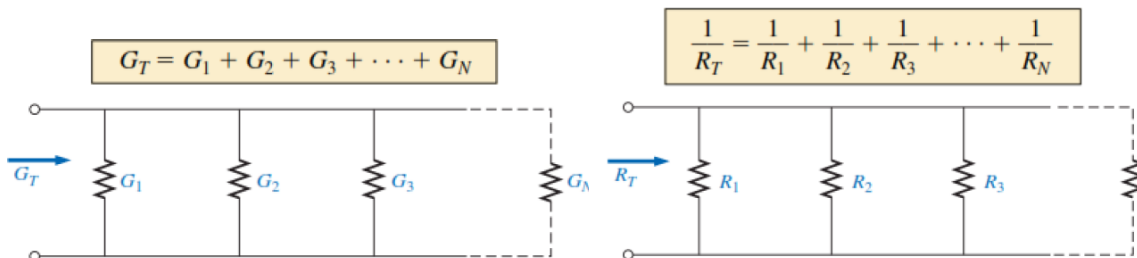 G_T = G_1 + G_2 + G_3 + ⋯ + G_N
G_T
G_1
G_2
G_3
G_N
1/R_T = 1/R_1 + 1/R_2 + 1/R_3 + ⋯ + 1/R_N
R_T
R_1
R_2
R_3